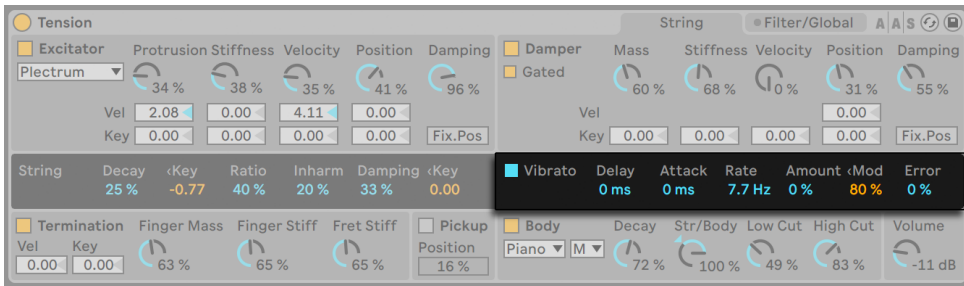 Tension String Filter/Global A A S
Excitator Protrusion Stiffness Velocity Position Damping
Plectrum 34 % 38 % 35 % 41 % 96 %
Vel 2.08 0.00 4.11 0.00
Key 0.00 0.00 0.00 0.00 Fix.Pos
Damper Mass Stiffness Velocity Position Damping
Gated 60 % 68 % 0 % 31 % 55 %
Vel 0.00
Key 0.00 0.00 0.00 0.00 Fix.Pos
String Decay ‹Key Ratio Inharm Damping ‹Key
25 % -0.77 40 % 20 % 33 % 0.00
Vibrato Delay Attack Rate Amount ‹Mod Error
0 ms 0 ms 7.7 Hz 0 % 80 % 0 %
Termination Finger Mass Finger Stiff Fret Stiff
Vel Key
0.00 0.00 63 % 65 % 65 %
Pickup
Position
16 %
Body Decay Str/Body Low Cut High Cut Volume
Piano M 72 % 100 % 49 % 83 % -11 dB